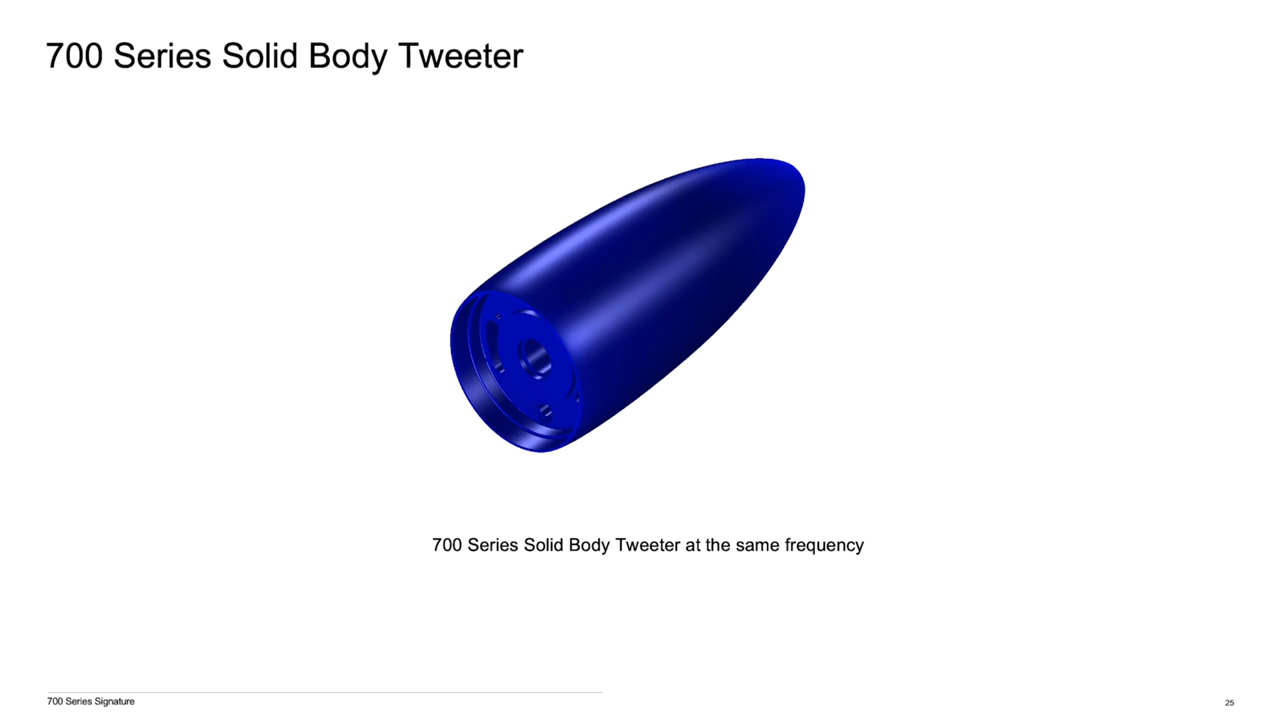 700 Series Solid Body Tweeter
700 Series Solid Body Tweeter at the same frequency
700 Series Signature
25